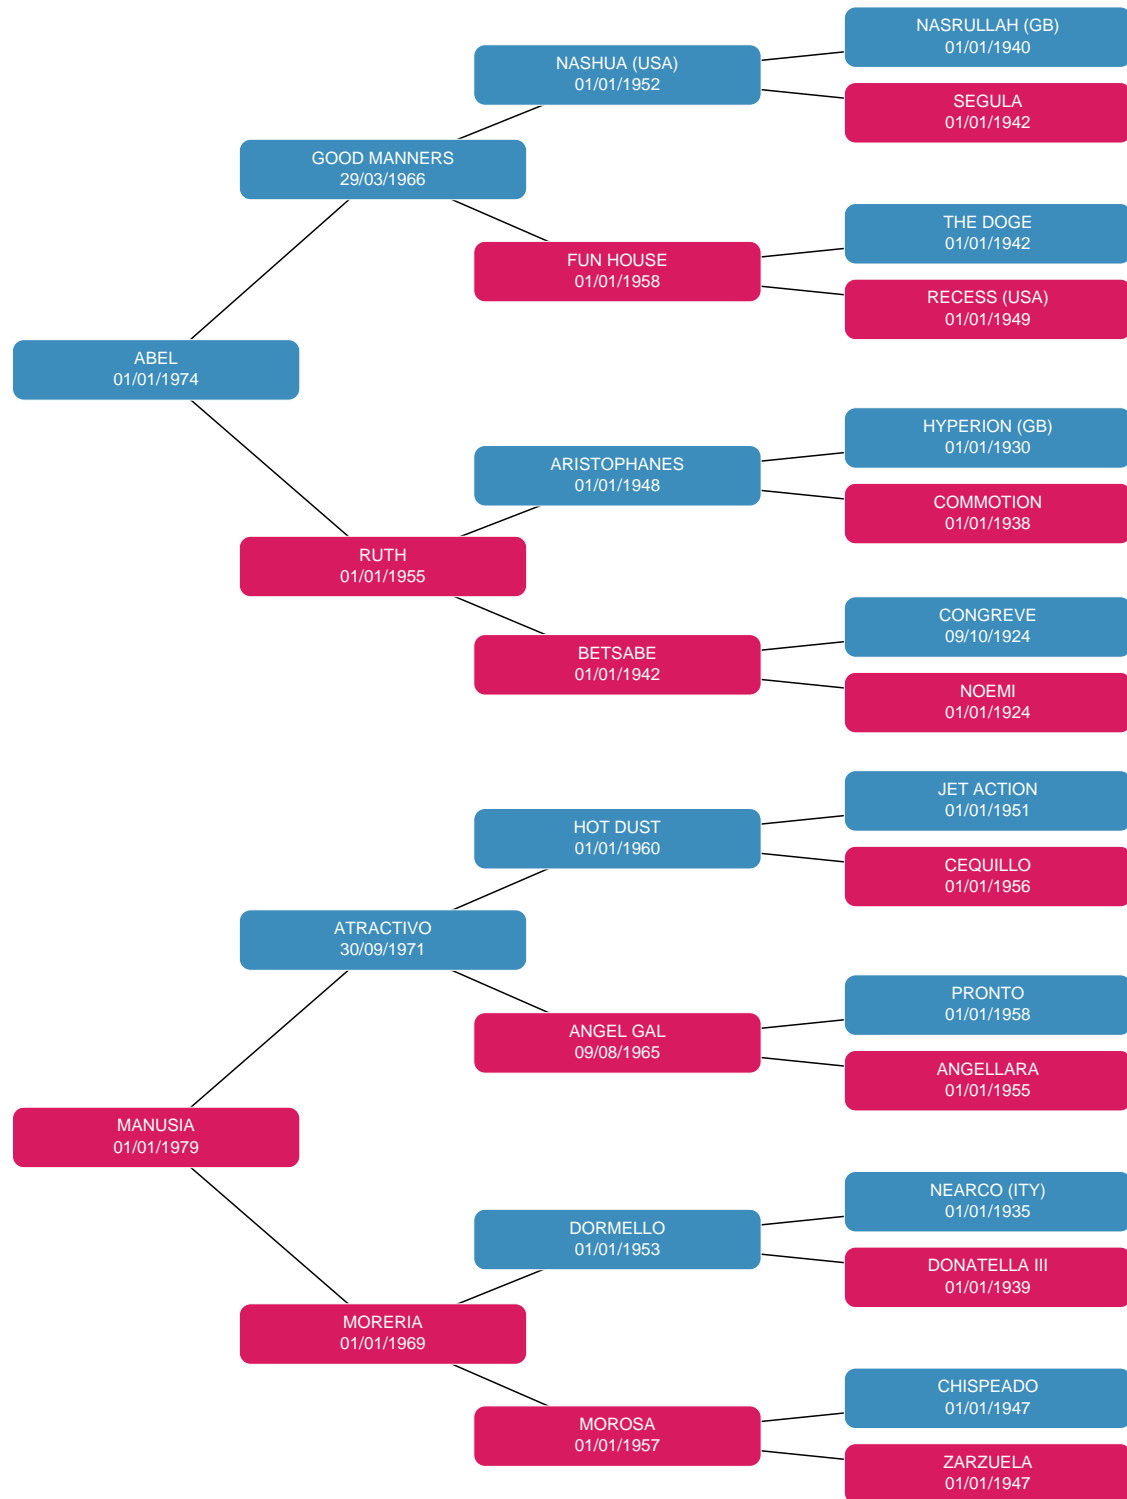 NASRULLAH (GB)
01/01/1940
NASHUA (USA)
01/01/1952
SEGULA
01/01/1942
GOOD MANNERS
29/03/1966
THE DOGE
01/01/1942
FUN HOUSE
01/01/1958
RECESS (USA)
01/01/1949
ABEL
01/01/1974
HYPERION (GB)
01/01/1930
ARISTOPHANES
01/01/1948
COMMOTION
01/01/1938
RUTH
01/01/1955
CONGREVE
09/10/1924
BETSABE
01/01/1942
NOEMI
01/01/1924
JET ACTION
01/01/1951
HOT DUST
01/01/1960
CEQUILLO
01/01/1956
ATRACTIVO
30/09/1971
PRONTO
01/01/1958
ANGEL GAL
09/08/1965
ANGELLARA
01/01/1955
MANUSIA
01/01/1979
NEARCO (ITY)
01/01/1935
DORMELLO
01/01/1953
DONATELLA III
01/01/1939
MORERIA
01/01/1969
CHISPEADO
01/01/1947
MOROSA
01/01/1957
ZARZUELA
01/01/1947